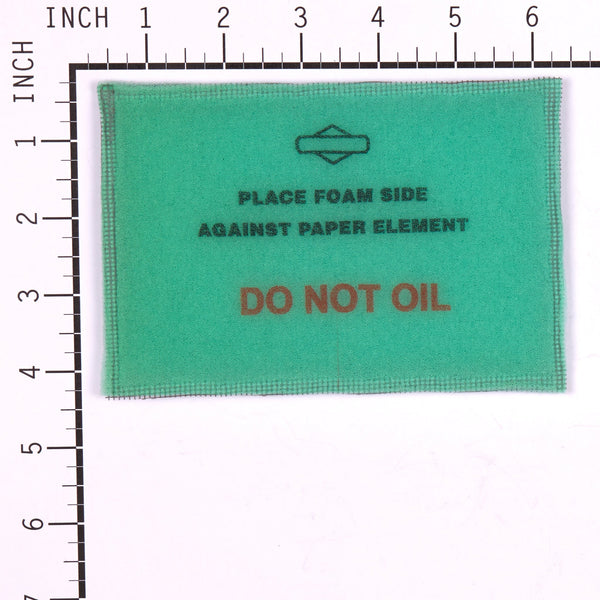 INCH 1 2 3 4 5 6
INCH
1
2
3
4
5
6
7
PLACE FOAM SIDE
AGAINST PAPER ELEMENT
DO NOT OIL